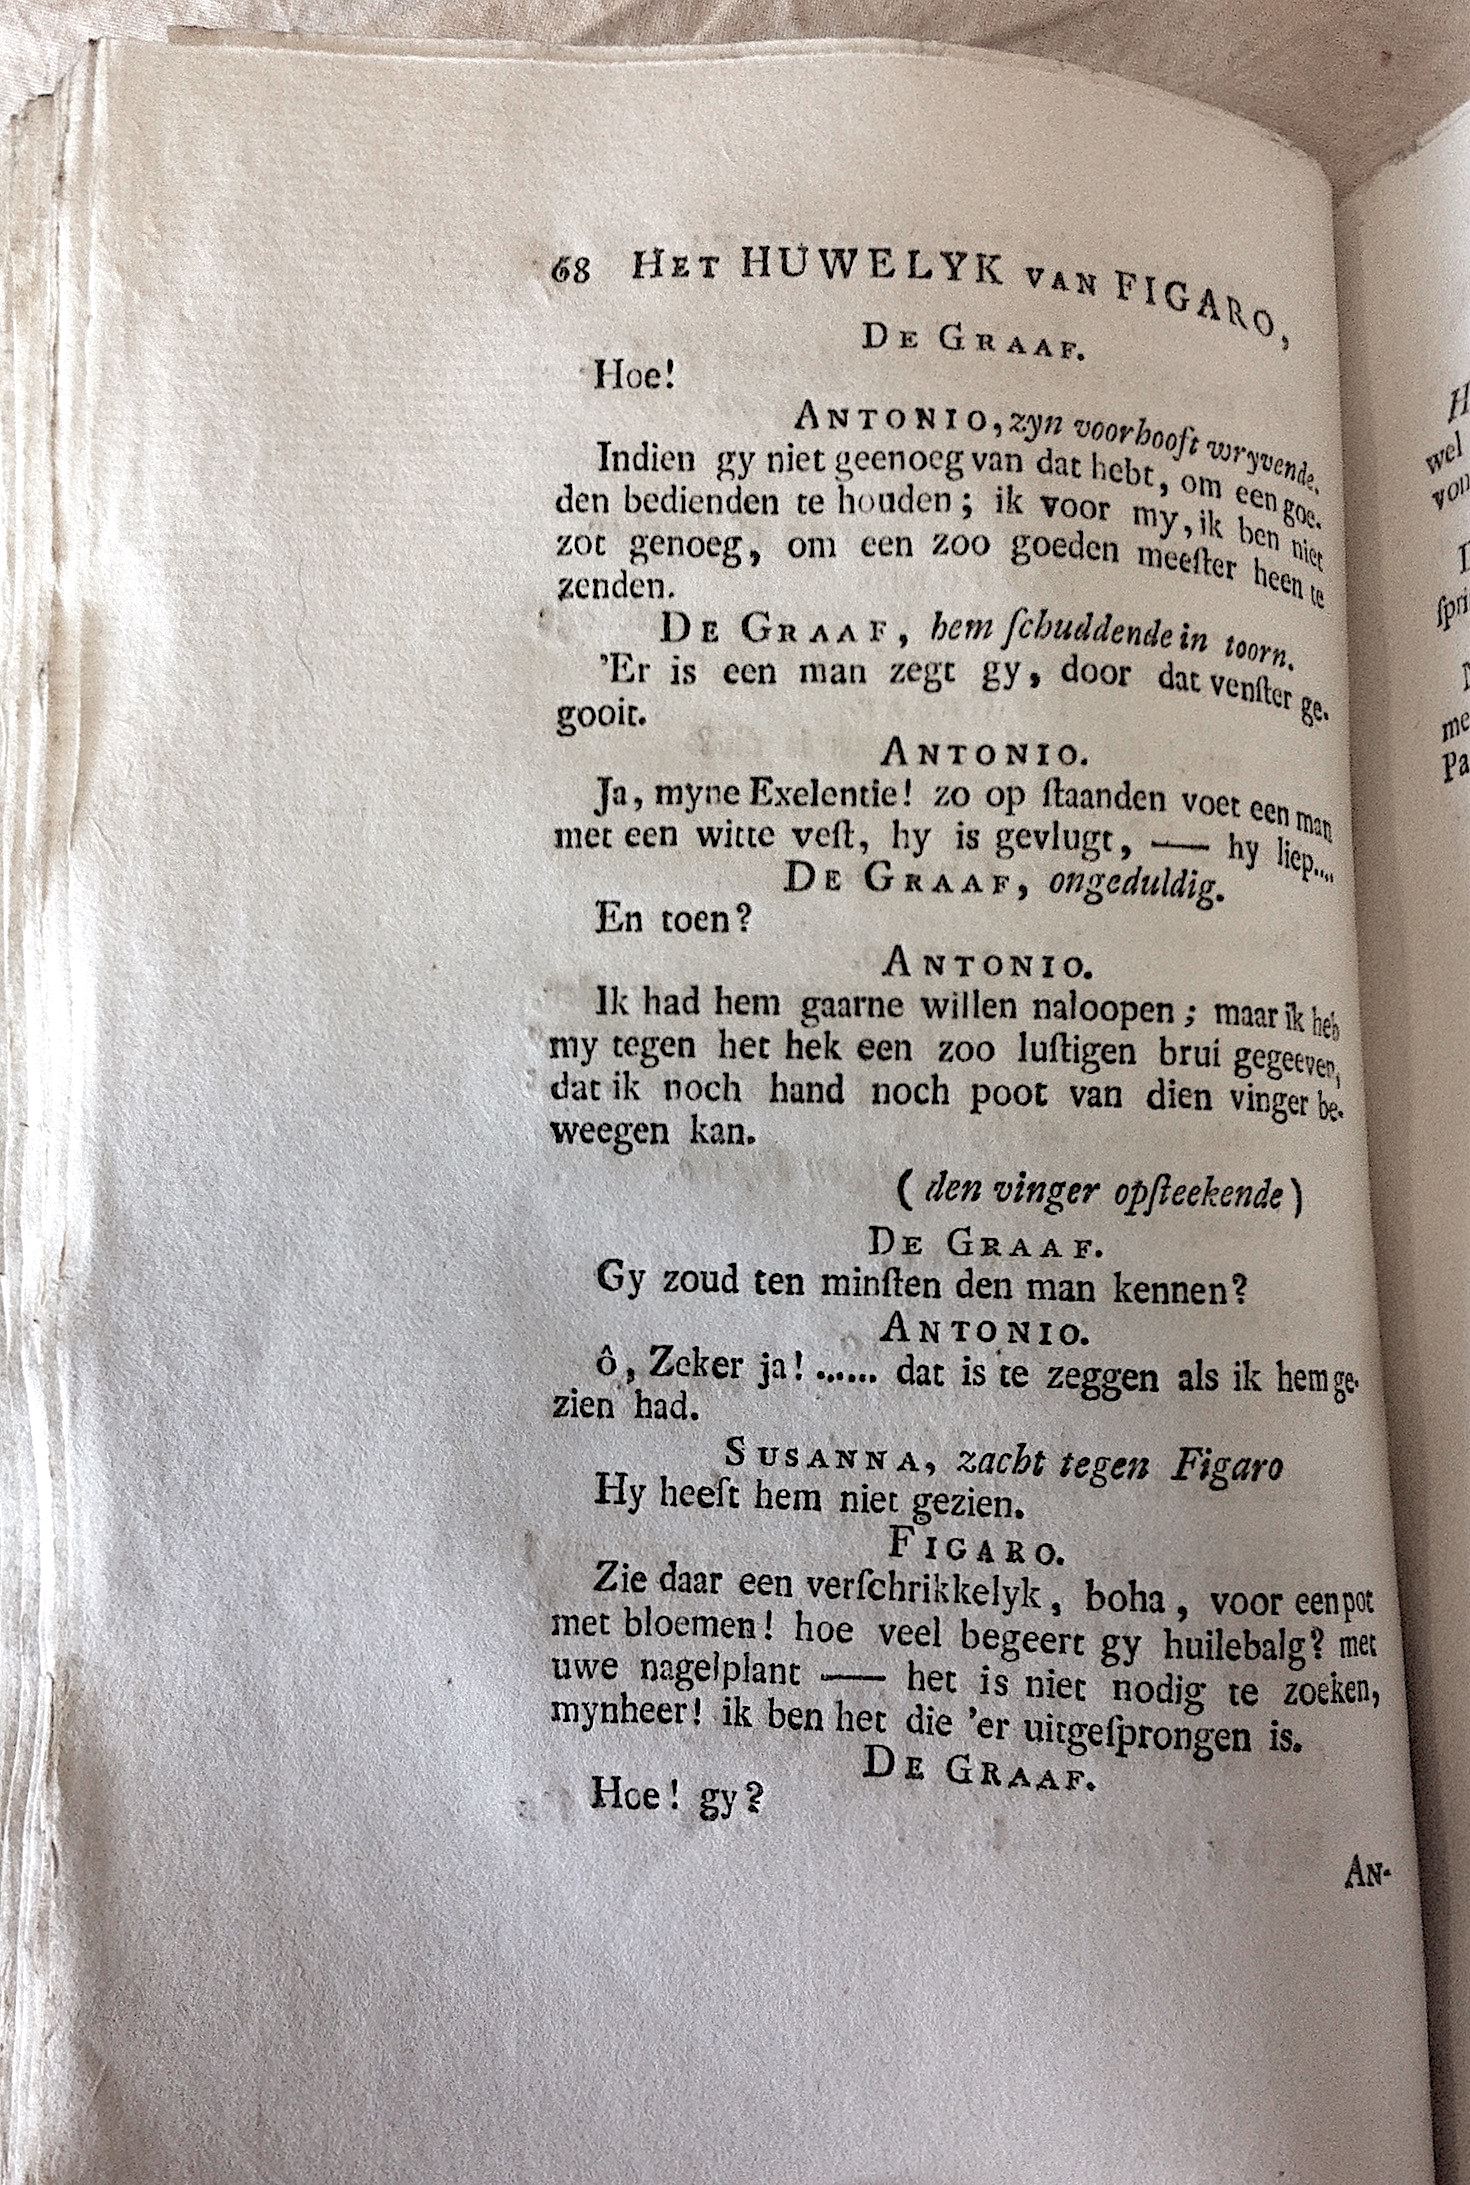 68 HET HUWELYK VAN FIGARO,
DE GRAAF.
Hoe!
ANTONIO, zyn voorhooft wryvende.
Indien gy niet geenoeg van dat hebt, om een goe-
den bedienden te houden; ik voor my, ik ben niet
zot genoeg, om een zoo goeden meeſter heen te
zenden.
DE GRAAF, hem ſchuddende in toorn.
'Er is een man zegt gy, door dat venſter ge-
gooit.
ANTONIO.
Ja, myne Exelentie! zo op ſtaanden voet een man
met een witte veſt, hy is gevlugt, — hy liep....
DE GRAAF, ongeduldig.
En toen?
ANTONIO.
Ik had hem gaarne willen naloopen; maar ik heb
my tegen het hek een zoo luſtigen brui gegeeven,
dat ik noch hand noch poot van dien vinger be-
weegen kan.
(den vinger opſteekende)
DE GRAAF.
Gy zoud ten minſten den man kennen?
ANTONIO.
ô, Zeker ja!...... dat is te zeggen als ik hem ge-
zien had.
SUSANNA, zacht tegen Figaro
Hy heeft hem niet gezien.
FIGARO.
Zie daar een verſchrikkelyk, boha, voor een pot
met bloemen! hoe veel begeert gy huilebalg? met
uwe nagelplant — het is niet nodig te zoeken,
mynheer! ik ben het die 'er uitgeſprongen is.
DE GRAAF.
Hoe! gy?
AN-
wel